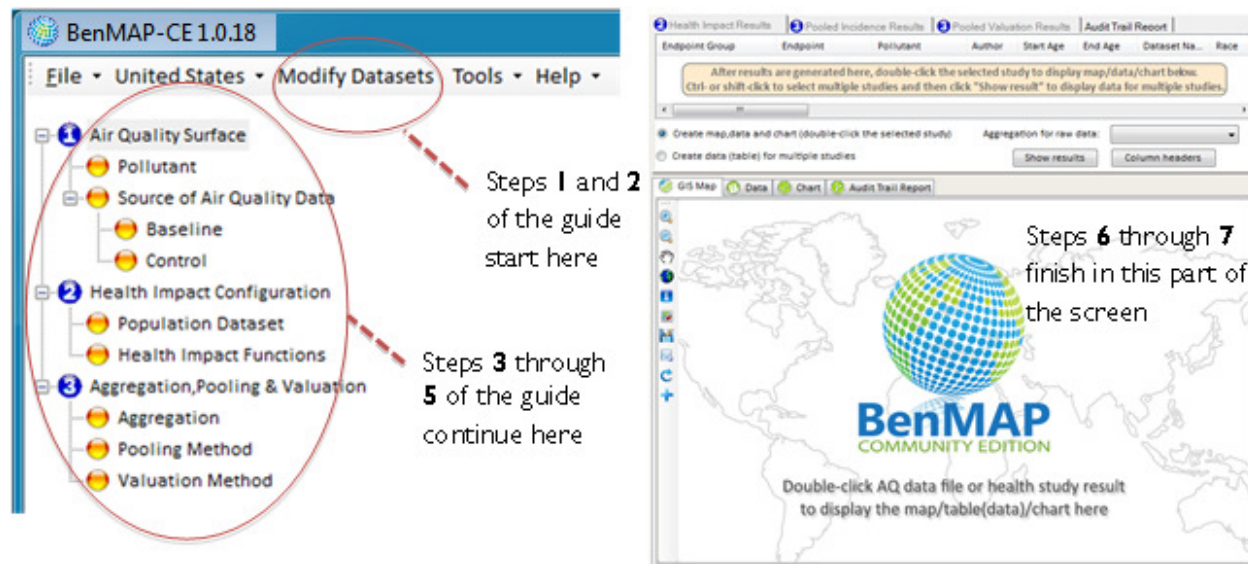 BenMAP-CE 1.0.18
File United States Modify Datasets Tools Help
1 Air Quality Surface
Pollutant
Source of Air Quality Data
Baseline
Control
2 Health Impact Configuration
Population Dataset
Health Impact Functions
3 Aggregation,Pooling & Valuation
Aggregation
Pooling Method
Valuation Method
Steps 1 and 2
of the guide
start here
Steps 3 through
5 of the guide
continue here
2 Health Impact Results 3 Pooled Incidence Results 3 Pooled Valuation Results Audit Trail Report
Endpoint Group Endpoint Pollutant Author Start Age End Age Dataset Na... Race
After results are generated here, double-click the selected study to display map/data/chart below.
Ctrl- or shift-click to select multiple studies and then click "Show result" to display data for multiple studies.
Create map,data and chart (double-click the selected study) Aggregation for raw data:
Create data (table) for multiple studies Show results Column headers
GIS Map Data Chart Audit Trail Report
Steps 6 through 7
finish in this part of
the screen
BenMAP
COMMUNITY EDITION
Double-click AQ data file or health study result
to display the map/table(data)/chart here